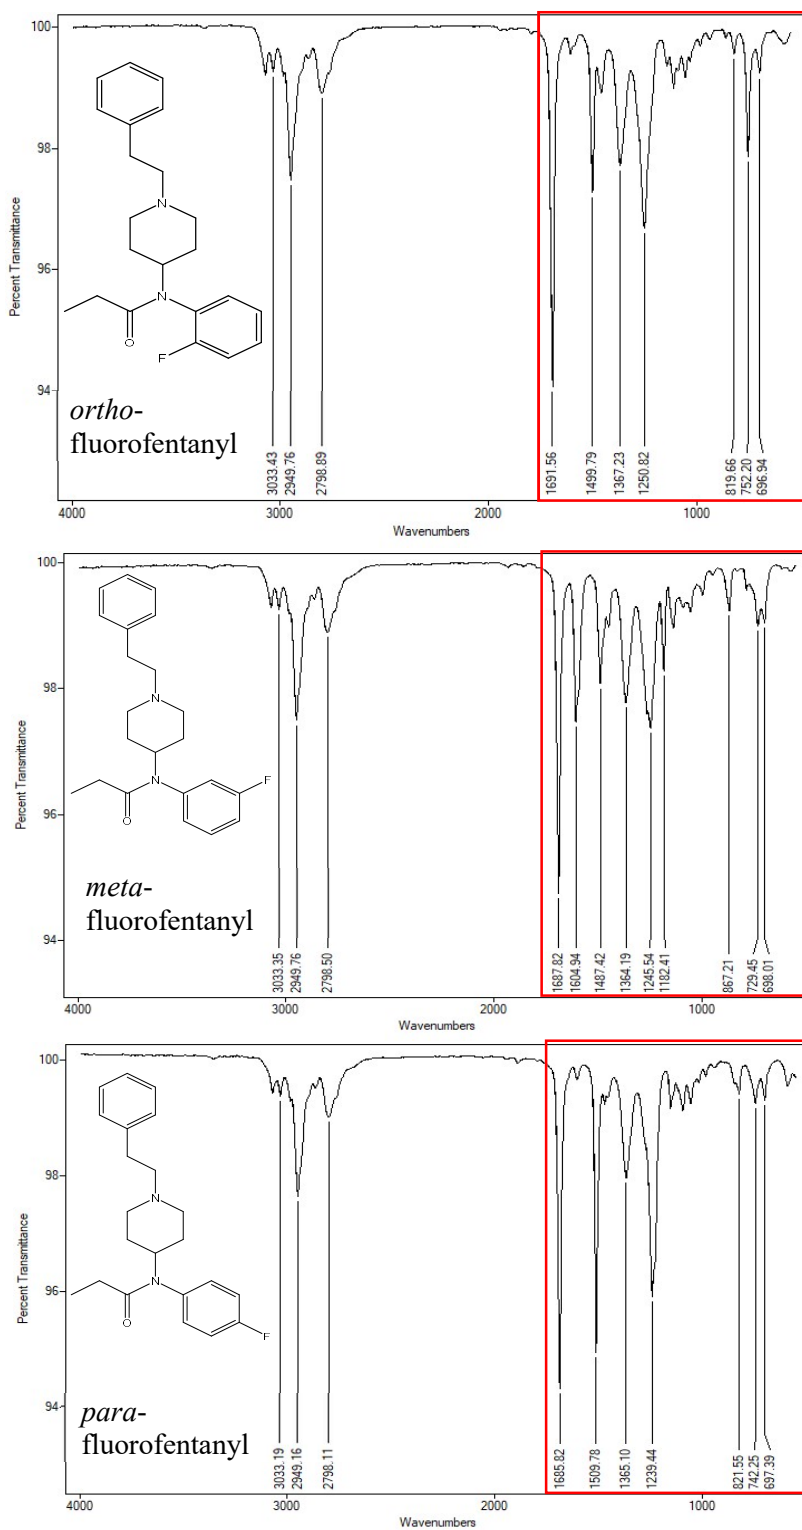 100
98
96
94
Percent Transmittance
N
N
O
F
ortho-
fluorofentanyl
3033.43
2949.76
2798.89
1691.56
1499.79
1367.23
1250.82
819.66
752.20
696.94
4000
3000
2000
1000
Wavenumbers
100
98
96
94
Percent Transmittance
N
N
F
O
meta-
fluorofentanyl
3033.35
2949.76
2798.50
1687.82
1604.94
1487.42
1364.19
1245.54
1182.41
867.21
729.45
698.01
4000
3000
2000
1000
Wavenumbers
100
98
96
94
Percent Transmittance
N
N
O
F
para-
fluorofentanyl
3033.19
2949.16
2798.11
1685.82
1509.78
1365.10
1239.44
821.55
742.25
697.39
4000
3000
2000
1000
Wavenumbers